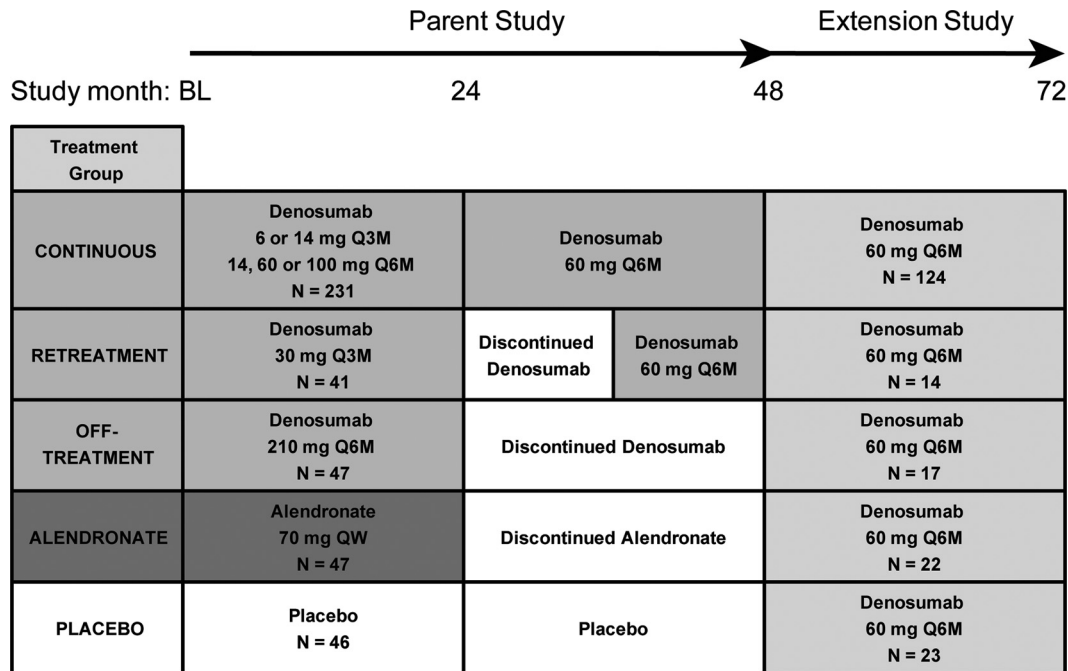 Parent Study
Extension Study
Study month: BL 24 48 72
Treatment
Group
CONTINUOUS
Denosumab
6 or 14 mg Q3M
14, 60 or 100 mg Q6M
N = 231
Denosumab
60 mg Q6M
Denosumab
60 mg Q6M
N = 124
RETREATMENT
Denosumab
30 mg Q3M
N = 41
Discontinued
Denosumab
Denosumab
60 mg Q6M
Denosumab
60 mg Q6M
N = 14
OFF-
TREATMENT
Denosumab
210 mg Q6M
N = 47
Discontinued Denosumab
Denosumab
60 mg Q6M
N = 17
ALENDRONATE
Alendronate
70 mg QW
N = 47
Discontinued Alendronate
Denosumab
60 mg Q6M
N = 22
PLACEBO
Placebo
N = 46
Placebo
Denosumab
60 mg Q6M
N = 23